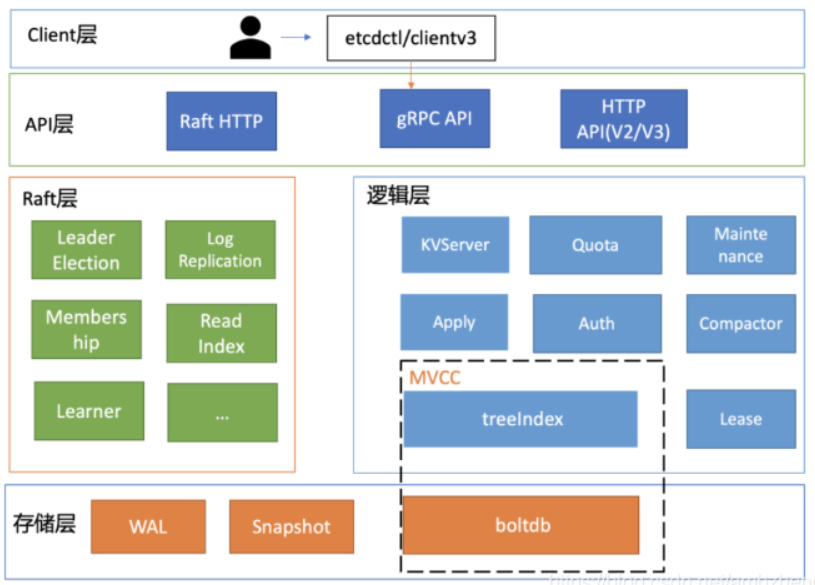 Client层
etcdctl/clientv3
API层
Raft HTTP
gRPC API
HTTP
API(V2/V3)
Raft层
Leader
Election
Log
Replication
Members
hip
Read
Index
Learner
...
逻辑层
KVServer
Quota
Mainte
nance
Apply
Auth
Compactor
MVCC
treeIndex
Lease
存储层
WAL
Snapshot
boltdb